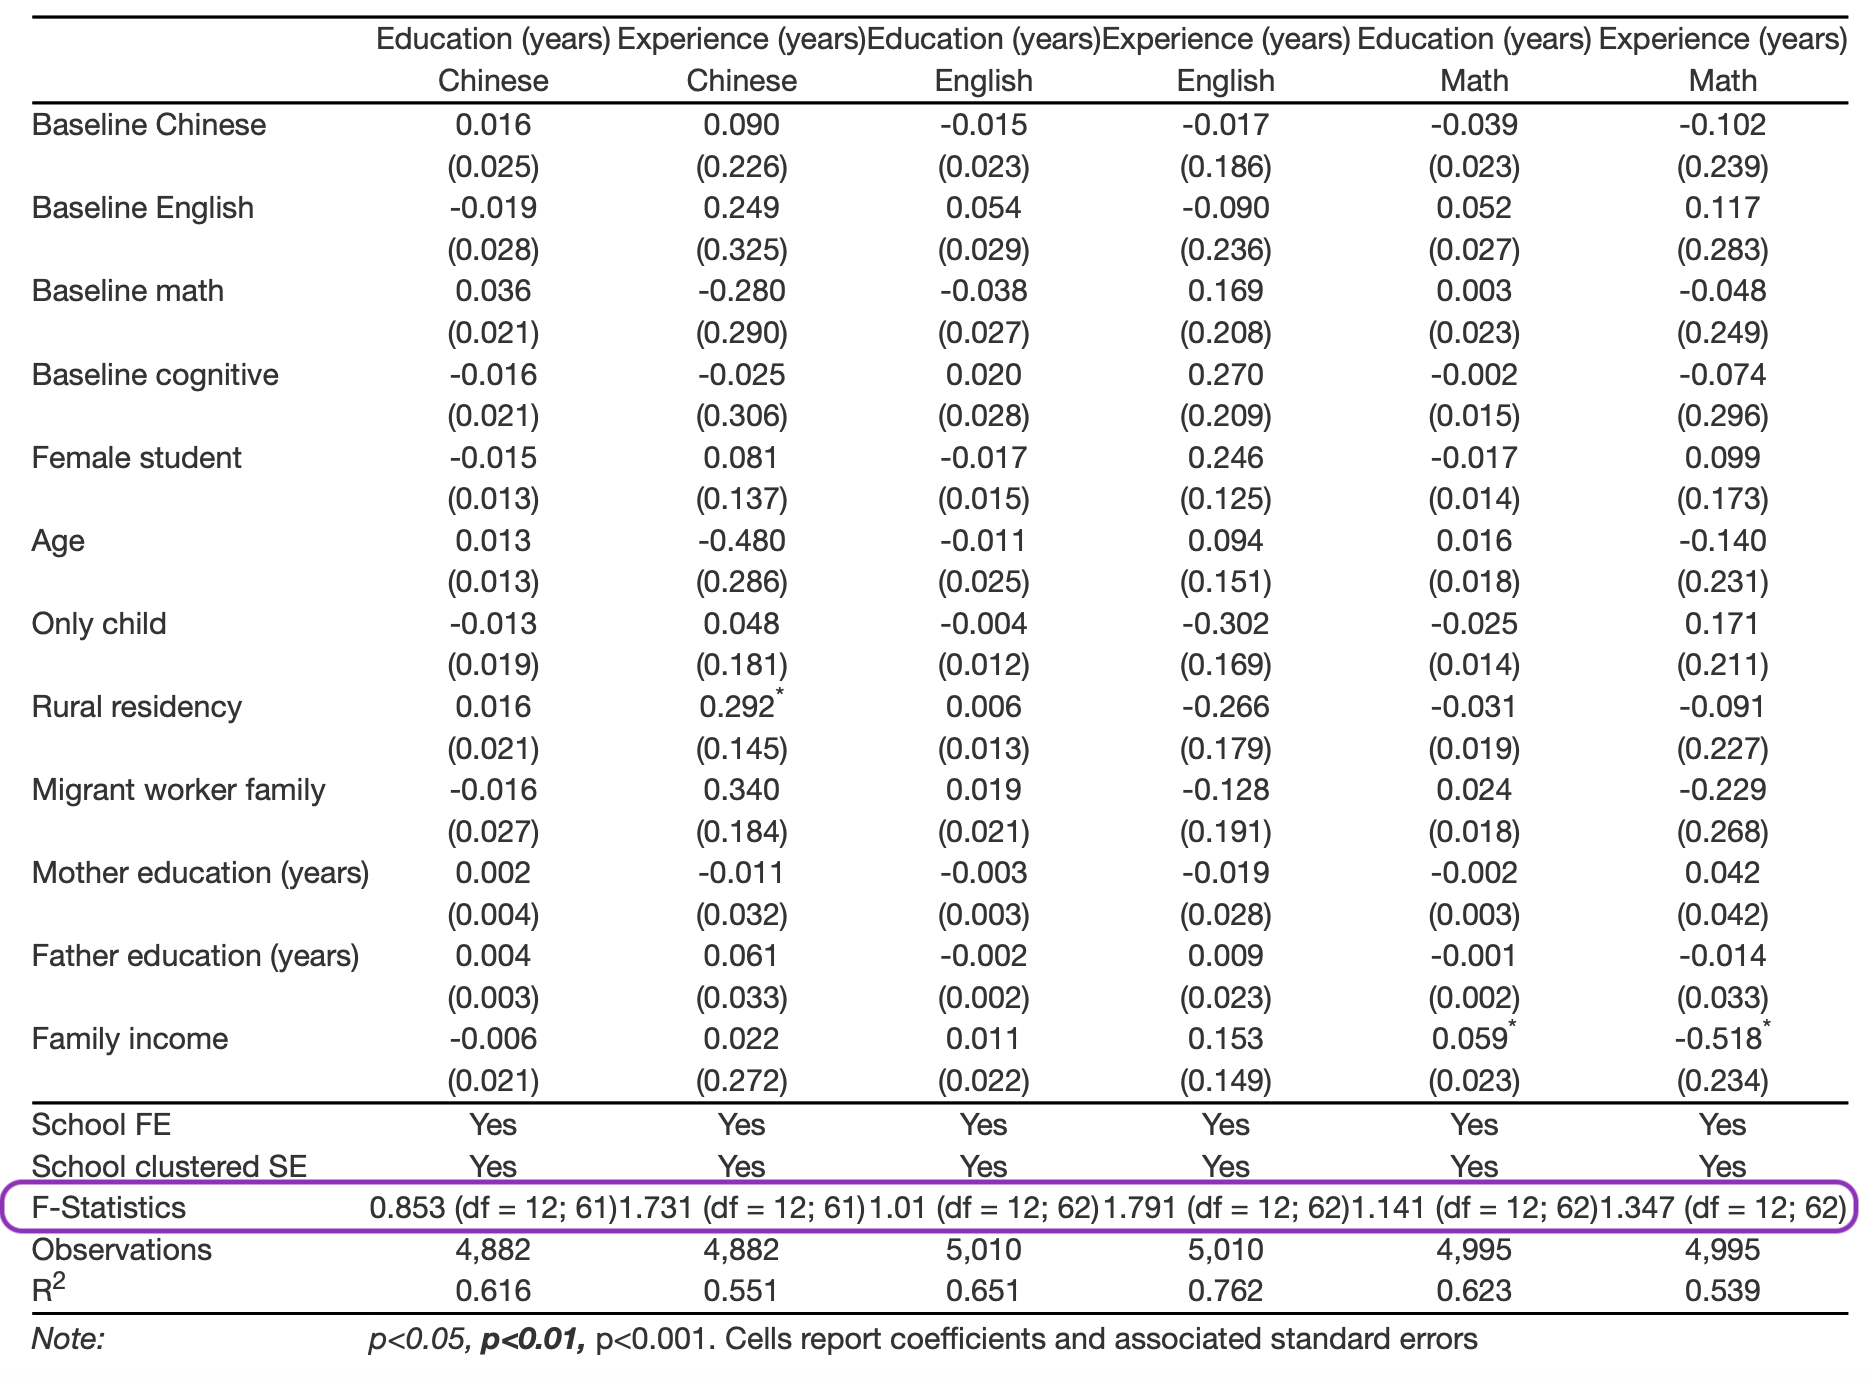 Education (years) Experience (years)Education (years)Experience (years) Education (years) Experience (years)
Chinese Chinese English English Math Math
Baseline Chinese 0.016 0.090 -0.015 -0.017 -0.039 -0.102
(0.025) (0.226) (0.023) (0.186) (0.023) (0.239)
Baseline English -0.019 0.249 0.054 -0.090 0.052 0.117
(0.028) (0.325) (0.029) (0.236) (0.027) (0.283)
Baseline math 0.036 -0.280 -0.038 0.169 0.003 -0.048
(0.021) (0.290) (0.027) (0.208) (0.023) (0.249)
Baseline cognitive -0.016 -0.025 0.020 0.270 -0.002 -0.074
(0.021) (0.306) (0.028) (0.209) (0.015) (0.296)
Female student -0.015 0.081 -0.017 0.246 -0.017 0.099
(0.013) (0.137) (0.015) (0.125) (0.014) (0.173)
Age 0.013 -0.480 -0.011 0.094 0.016 -0.140
(0.013) (0.286) (0.025) (0.151) (0.018) (0.231)
Only child -0.013 0.048 -0.004 -0.302 -0.025 0.171
(0.019) (0.181) (0.012) (0.169) (0.014) (0.211)
Rural residency 0.016 0.292* 0.006 -0.266 -0.031 -0.091
(0.021) (0.145) (0.013) (0.179) (0.019) (0.227)
Migrant worker family -0.016 0.340 0.019 -0.128 0.024 -0.229
(0.027) (0.184) (0.021) (0.191) (0.018) (0.268)
Mother education (years) 0.002 -0.011 -0.003 -0.019 -0.002 0.042
(0.004) (0.032) (0.003) (0.028) (0.003) (0.042)
Father education (years) 0.004 0.061 -0.002 0.009 -0.001 -0.014
(0.003) (0.033) (0.002) (0.023) (0.002) (0.033)
Family income -0.006 0.022 0.011 0.153 0.059* -0.518*
(0.021) (0.272) (0.022) (0.149) (0.023) (0.234)
School FE Yes Yes Yes Yes Yes Yes
School clustered SE Yes Yes Yes Yes Yes Yes
F-Statistics 0.853 (df = 12; 61)1.731 (df = 12; 61)1.01 (df = 12; 62)1.791 (df = 12; 62)1.141 (df = 12; 62)1.347 (df = 12; 62)
Observations 4,882 4,882 5,010 5,010 4,995 4,995
R² 0.616 0.551 0.651 0.762 0.623 0.539
Note: p<0.05, p<0.01, p<0.001. Cells report coefficients and associated standard errors